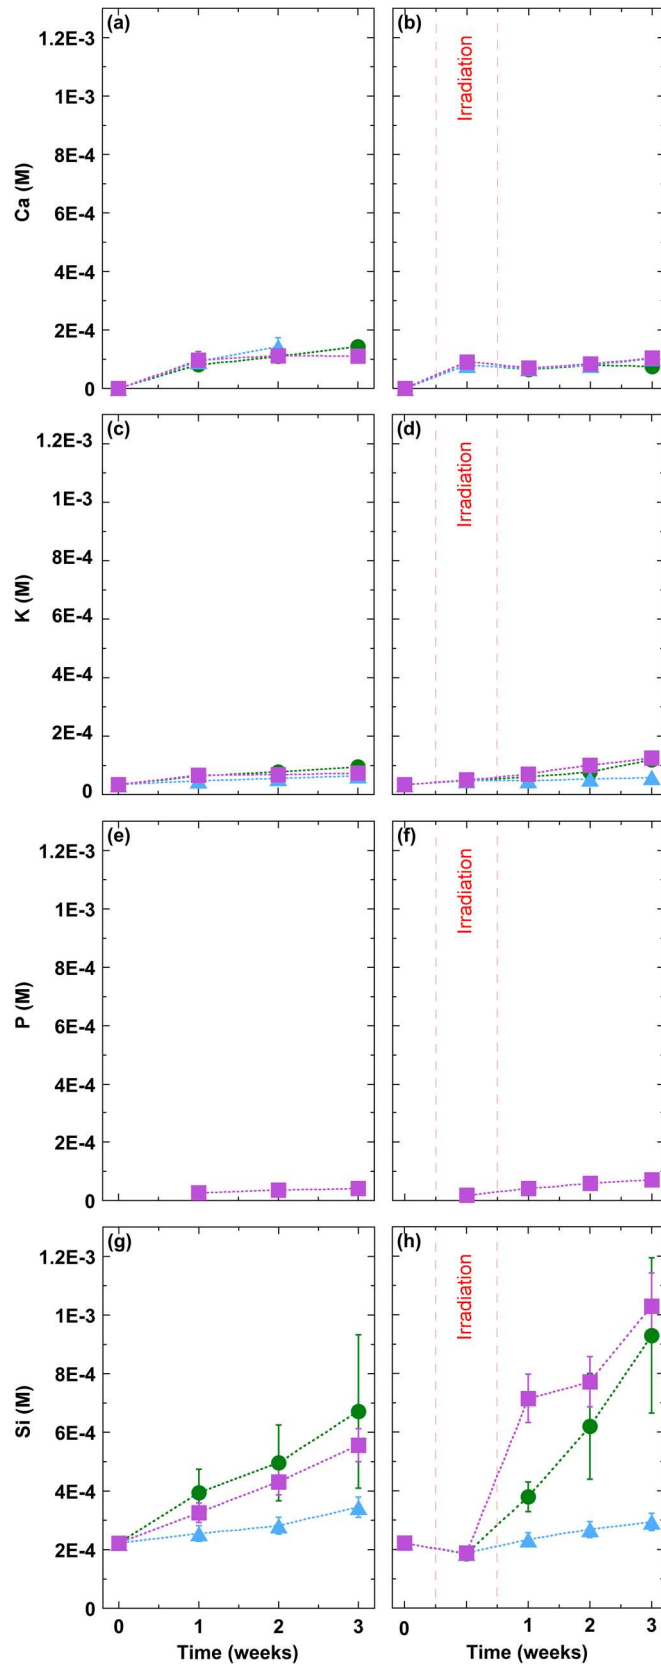 (a) (b)
1.2E-3
1E-3
8E-4
6E-4
4E-4
2E-4
0
Ca (M)
Irradiation
(c) (d)
1.2E-3
1E-3
8E-4
6E-4
4E-4
2E-4
0
K (M)
Irradiation
(e) (f)
1.2E-3
1E-3
8E-4
6E-4
4E-4
2E-4
0
P (M)
Irradiation
(g) (h)
1.2E-3
1E-3
8E-4
6E-4
4E-4
2E-4
0
Si (M)
Irradiation
0 1 2 3 0 1 2 3
Time (weeks) Time (weeks)